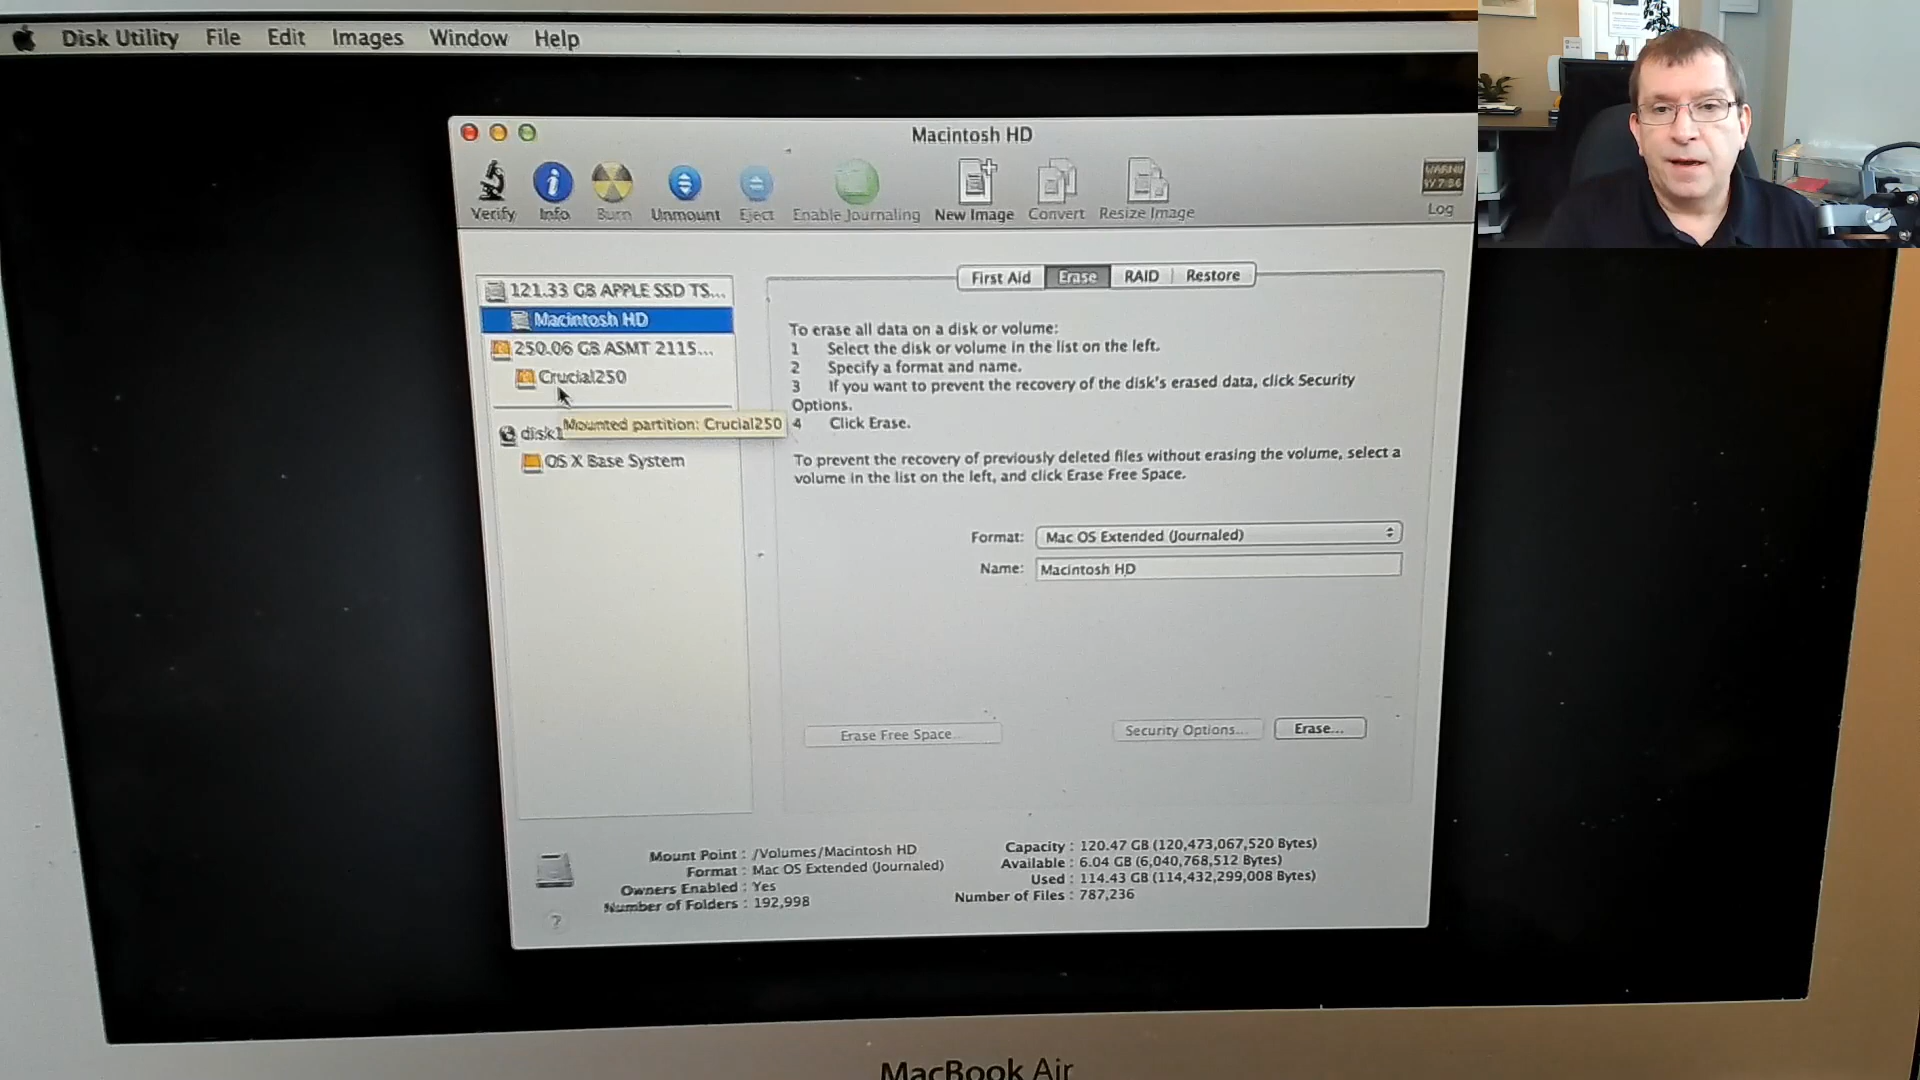 Disk Utility File Edit Images Window Help
Macintosh HD
Verify Info Burn Unmount Eject Enable Journaling New Image Convert Resize Image Log
121.33 GB APPLE SSD TS...
Macintosh HD
250.06 GB ASMT 2115...
Crucial250
Mounted partition: Crucial250
disk1
OS X Base System
First Aid Erase RAID Restore
To erase all data on a disk or volume:
1 Select the disk or volume in the list on the left.
2 Specify a format and name.
3 If you want to prevent the recovery of the disk's erased data, click Security
Options.
4 Click Erase.
To prevent the recovery of previously deleted files without erasing the volume, select a
volume in the list on the left, and click Erase Free Space.
Format: Mac OS Extended (Journaled)
Name: Macintosh HD
Erase Free Space... Security Options... Erase...
Mount Point : /Volumes/Macintosh HD
Format : Mac OS Extended (Journaled)
Owners Enabled : Yes
Number of Folders : 192,998
Capacity : 120.47 GB (120,473,067,520 Bytes)
Available : 6.04 GB (6,040,768,512 Bytes)
Used : 114.43 GB (114,432,299,008 Bytes)
Number of Files : 787,236
?
MacBook Air